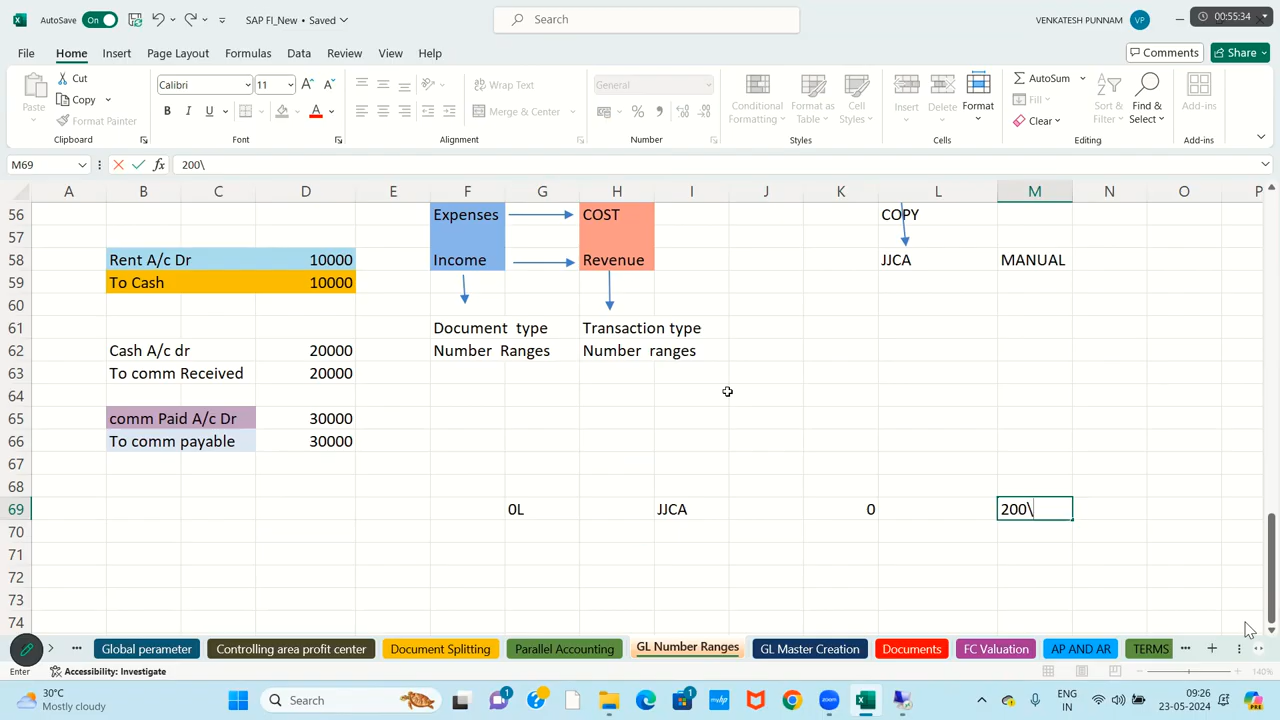 AutoSave On SAP FI_New • Saved Search VENKATESH PUNNAM VP 00:55:34
File Home Insert Page Layout Formulas Data Review View Help Comments Share
Paste Cut Copy Format Painter Clipboard
Calibri 11 A A B I U A Font
Wrap Text Merge & Center Alignment
General % Number
Conditional Formatting Format as Table Cell Styles Styles
Insert Delete Format Cells
AutoSum Fill Clear Sort & Filter Find & Select Editing
Add-ins Add-ins
M69 fx 200\
A B C D E F G H I J K L M N O P
56 Expenses COST COPY
57
58 Rent A/c Dr 10000 Income Revenue JJCA MANUAL
59 To Cash 10000
60
61 Document type Transaction type
62 Cash A/c dr 20000 Number Ranges Number ranges
63 To comm Received 20000
64
65 comm Paid A/c Dr 30000
66 To comm payable 30000
67
68
69 0L JJCA 0 200\
70
71
72
73
74
Global perameter Controlling area profit center Document Splitting Parallel Accounting GL Number Ranges GL Master Creation Documents FC Valuation AP AND AR TERMS
Enter Accessibility: Investigate 140%
30°C
Mostly cloudy
Search 1 1 zoom
ENG
IN
09:26
23-05-2024
PRE